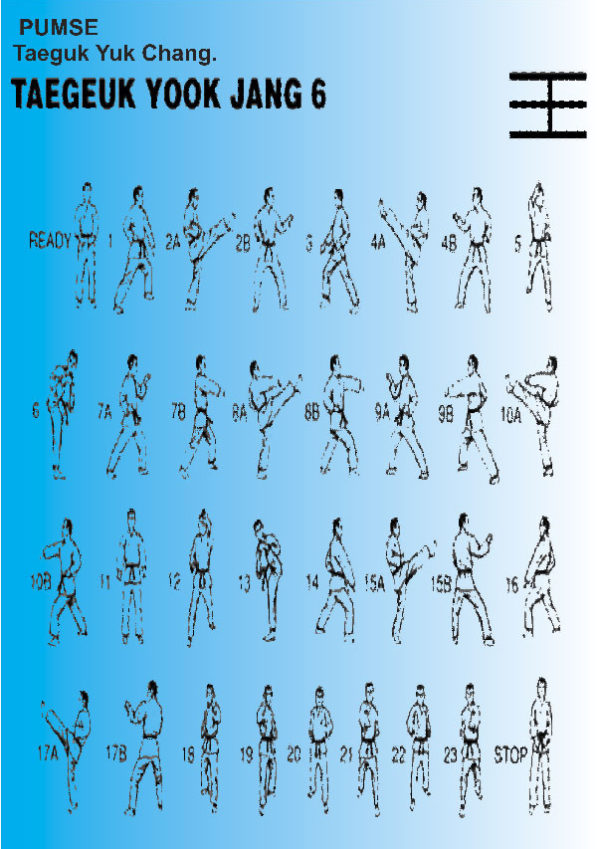 PUMSE
Taeguk Yuk Chang.
TAEGEUK YOOK JANG 6
READY 1 2A 2B 3 4A 4B 5
6 7A 7B 8A 8B 9A 9B 10A
10B 11 12 13 14 15A 15B 16
17A 17B 18 19 20 21 22 23 STOP